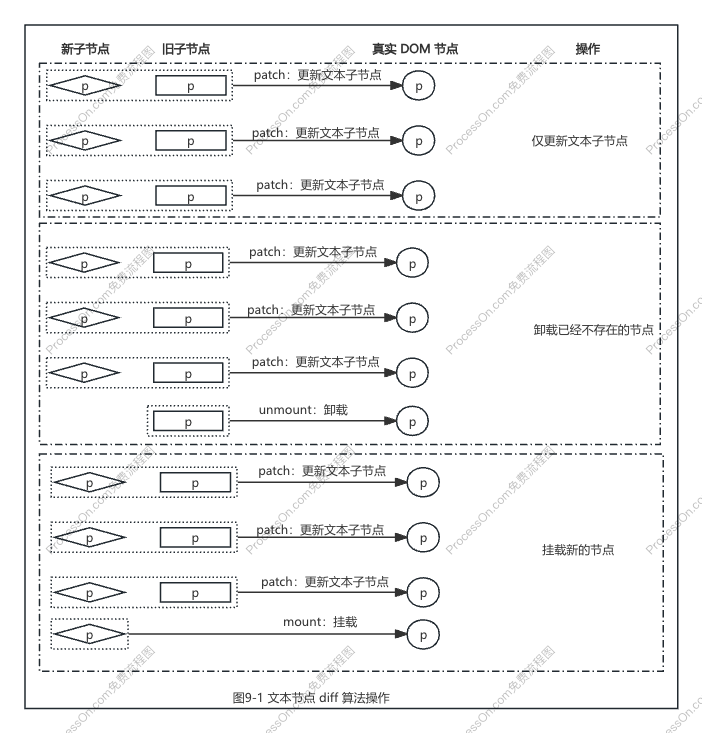 新子节点 旧子节点 真实 DOM 节点 操作
p p patch：更新文本子节点 p
p p patch：更新文本子节点 p 仅更新文本子节点
p p patch：更新文本子节点 p
p p patch：更新文本子节点 p
p p patch：更新文本子节点 p 卸载已经不存在的节点
p p patch：更新文本子节点 p
p unmount：卸载 p
p p patch：更新文本子节点 p
p p patch：更新文本子节点 p 挂载新的节点
p p patch：更新文本子节点 p
p mount：挂载 p
图9-1 文本节点 diff 算法操作
ProcessOn.com免费流程图